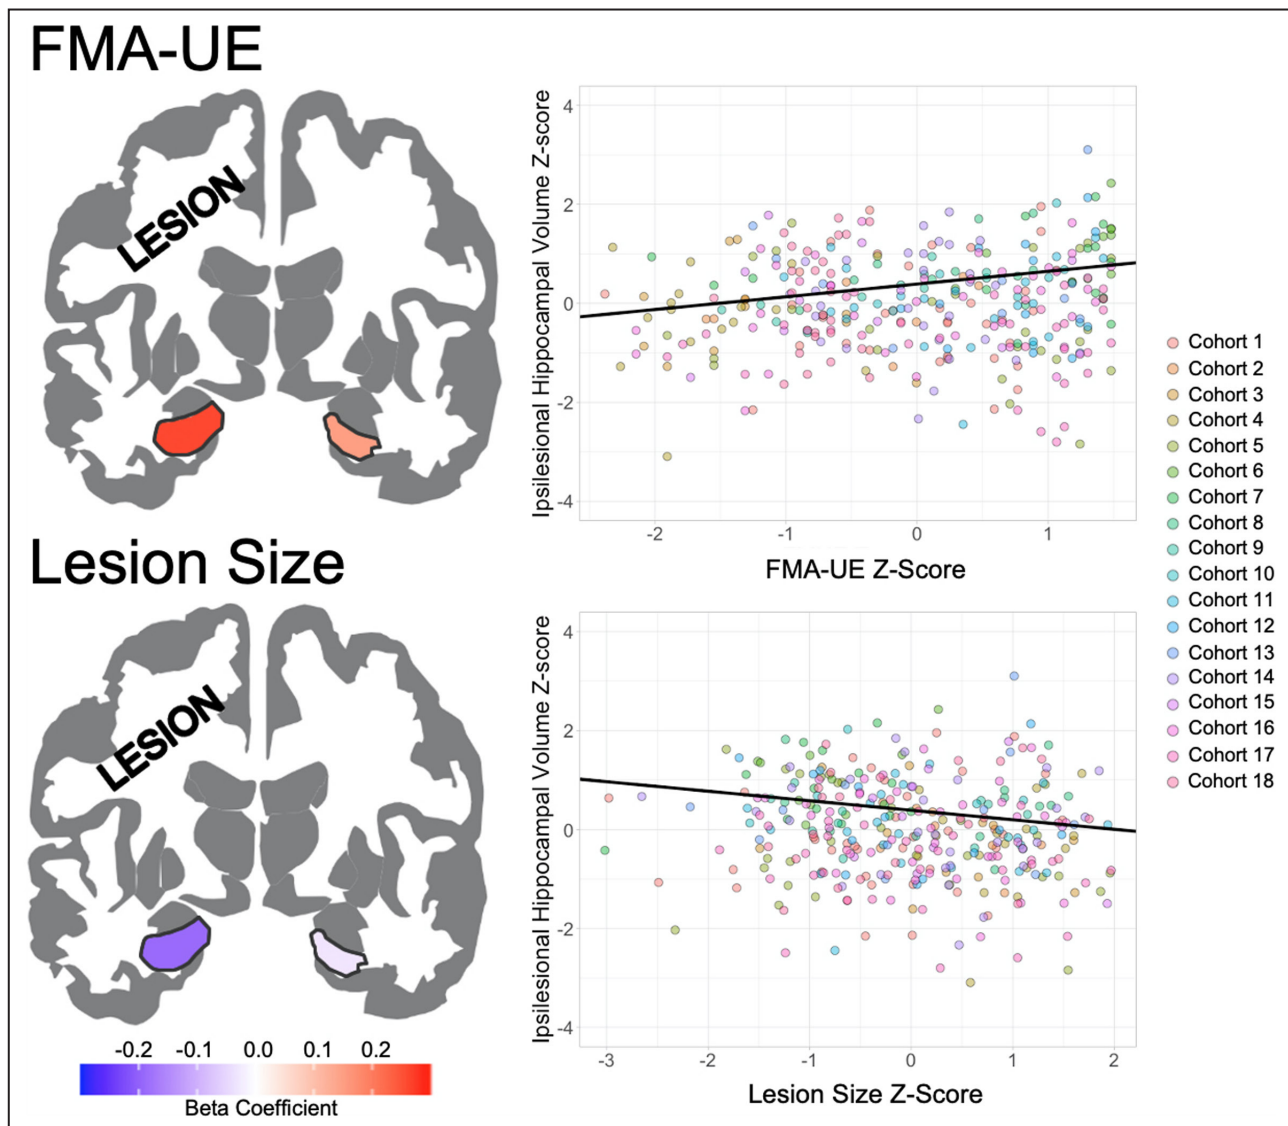 FMA-UE
LESION
Ipsilesional Hippocampal Volume Z-score
4
2
0
-2
-4
-2
-1
0
1
FMA-UE Z-Score
Lesion Size
LESION
-0.2
-0.1
0.0
0.1
0.2
Beta Coefficient
Ipsilesional Hippocampal Volume Z-score
4
2
0
-2
-4
-3
-2
-1
0
1
2
Lesion Size Z-Score
Cohort 1
Cohort 2
Cohort 3
Cohort 4
Cohort 5
Cohort 6
Cohort 7
Cohort 8
Cohort 9
Cohort 10
Cohort 11
Cohort 12
Cohort 13
Cohort 14
Cohort 15
Cohort 16
Cohort 17
Cohort 18